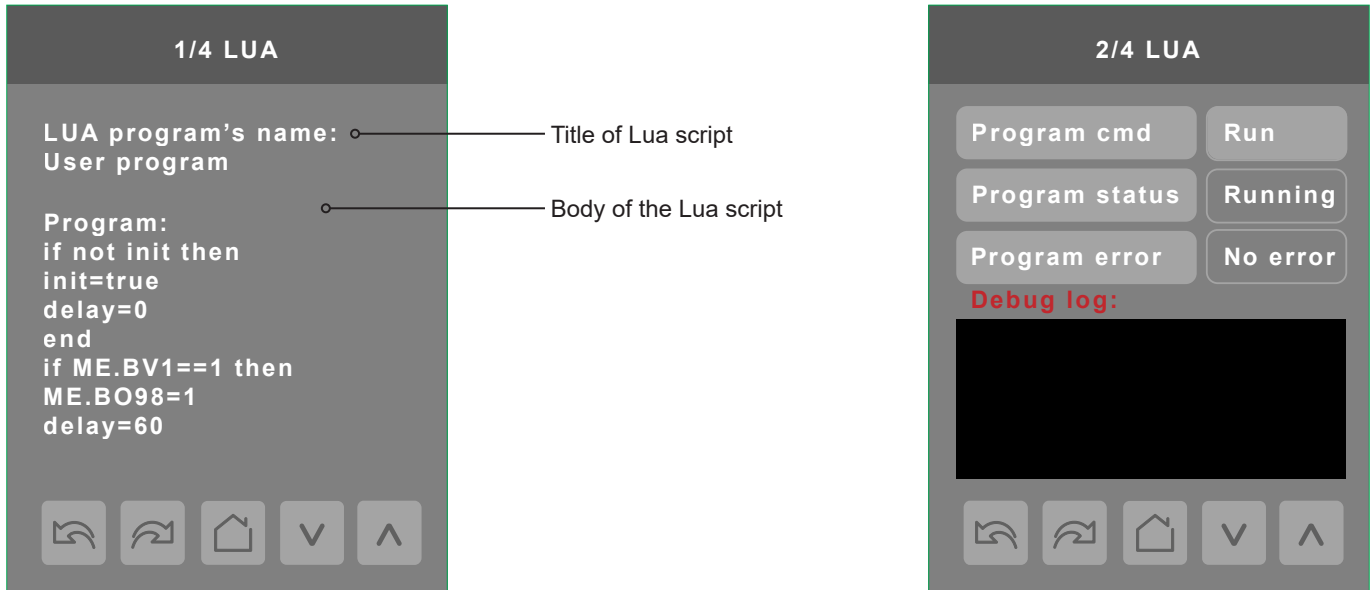 1/4 LUA
LUA program’s name:
User program
Program:
if not init then
init=true
delay=0
end
if ME.BV1==1 then
ME.BO98=1
delay=60
Title of Lua script
Body of the Lua script
2/4 LUA
Program cmd
Run
Program status
Running
Program error
No error
Debug log: